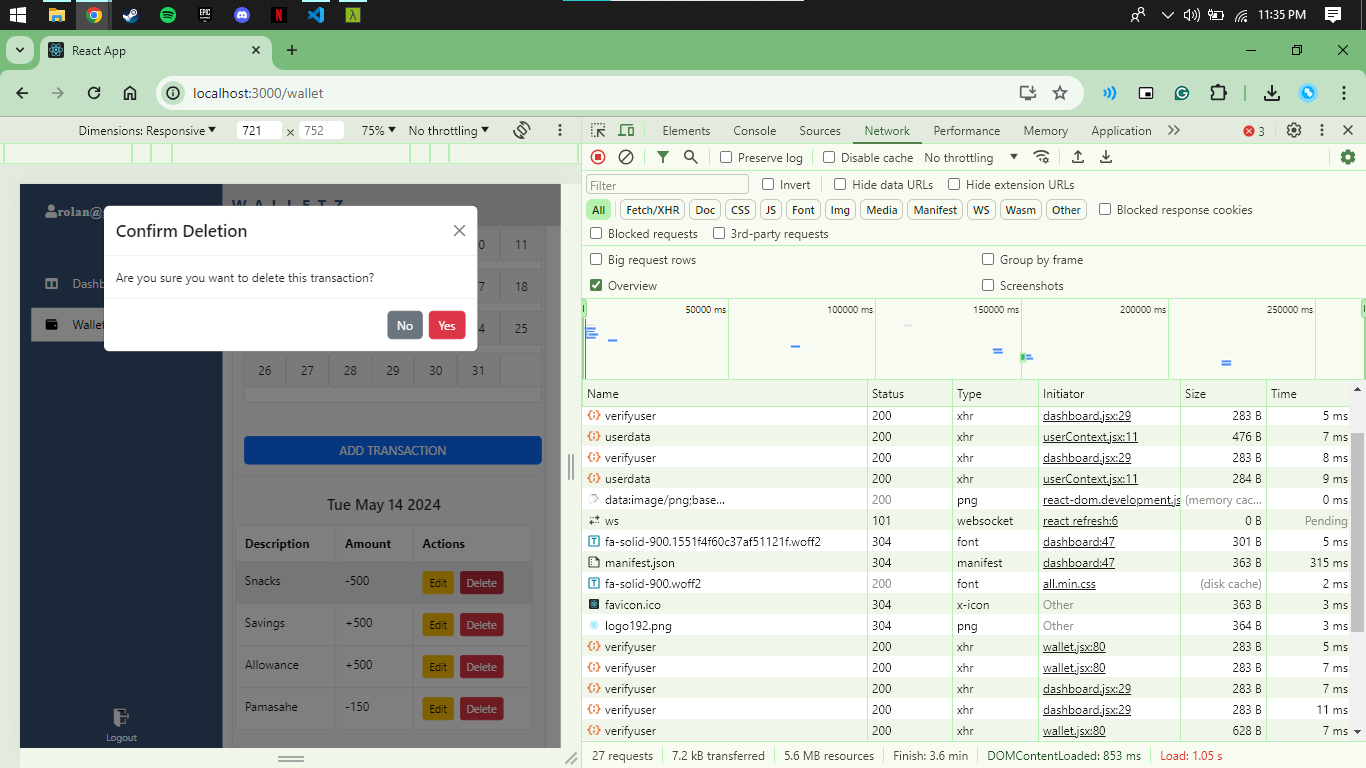 11:35 PM
React App
localhost:3000/wallet
Dimensions: Responsive 721 × 752 75% No throttling
Elements Console Sources Network Performance Memory Application 3
Preserve log Disable cache No throttling
Filter Invert Hide data URLs Hide extension URLs
All Fetch/XHR Doc CSS JS Font Img Media Manifest WS Wasm Other Blocked response cookies
Blocked requests 3rd-party requests
Big request rows Group by frame
Overview Screenshots
50000 ms 100000 ms 150000 ms 200000 ms 250000 ms
Name Status Type Initiator Size Time
verifyuser 200 xhr dashboard.jsx:29 283 B 5 ms
userdata 200 xhr userContext.jsx:11 476 B 7 ms
verifyuser 200 xhr dashboard.jsx:29 283 B 8 ms
userdata 200 xhr userContext.jsx:11 284 B 9 ms
data:image/png;base... 200 png react-dom.development.js (memory cac... 0 ms
ws 101 websocket react refresh:6 0 B Pending
fa-solid-900.1551f4f60c37af51121f.woff2 304 font dashboard:47 301 B 5 ms
manifest.json 304 manifest dashboard:47 363 B 315 ms
fa-solid-900.woff2 200 font all.min.css (disk cache) 2 ms
favicon.ico 304 x-icon Other 363 B 3 ms
logo192.png 304 png Other 364 B 3 ms
verifyuser 200 xhr wallet.jsx:80 283 B 5 ms
verifyuser 200 xhr wallet.jsx:80 283 B 7 ms
verifyuser 200 xhr dashboard.jsx:29 283 B 7 ms
verifyuser 200 xhr dashboard.jsx:29 283 B 11 ms
verifyuser 200 xhr wallet.jsx:80 628 B 7 ms
27 requests 7.2 kB transferred 5.6 MB resources Finish: 3.6 min DOMContentLoaded: 853 ms Load: 1.05 s
rolan@
Dashb
Wallet
Logout
Confirm Deletion
Are you sure you want to delete this transaction?
No Yes
0 11
7 18
4 25
26 27 28 29 30 31
ADD TRANSACTION
Tue May 14 2024
Description Amount Actions
Snacks -500 Edit Delete
Savings +500 Edit Delete
Allowance +500 Edit Delete
Pamasahe -150 Edit Delete